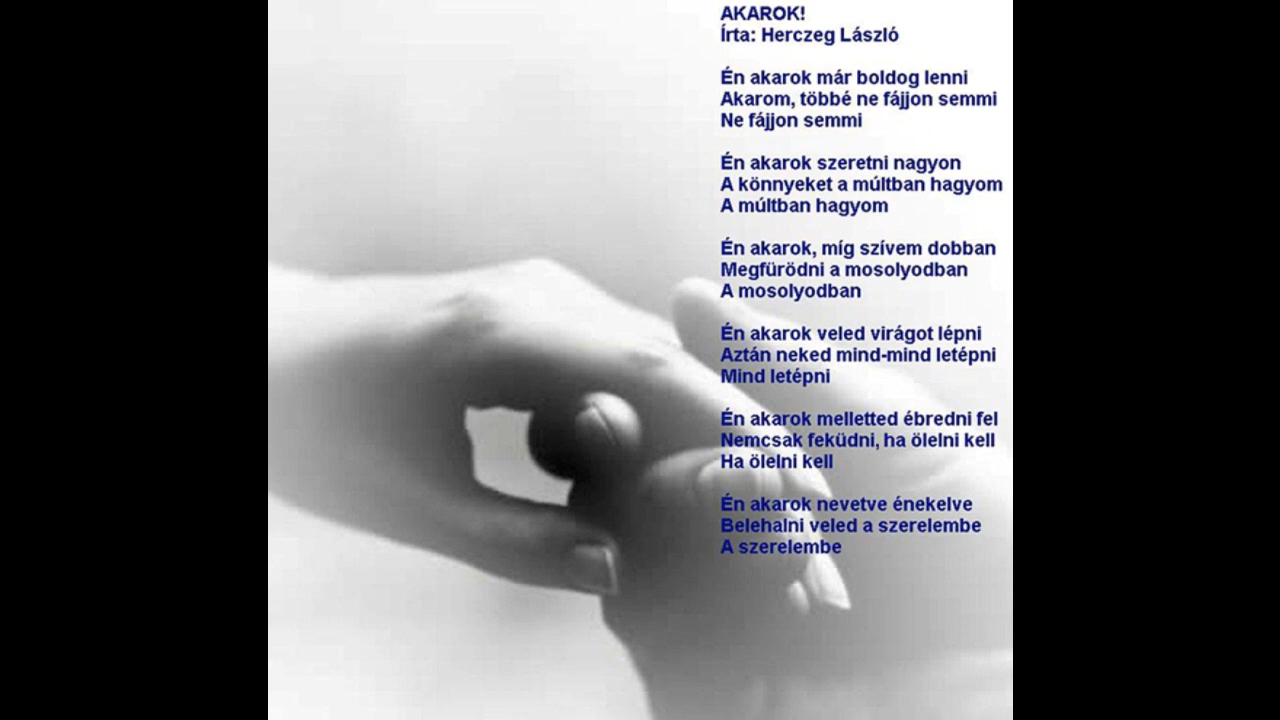 AKAROK!
Írta: Herczeg László
Én akarok már boldog lenni
Akarom, többé ne fájjon semmi
Ne fájjon semmi
Én akarok szeretni nagyon
A könnyeket a múltban hagyom
A múltban hagyom
Én akarok, míg szívem dobban
Megfürödni a mosolyodban
A mosolyodban
Én akarok veled virágot lépni
Aztán neked mind-mind letépni
Mind letépni
Én akarok melletted ébredni fel
Nemcsak feküdni, ha ölelni kell
Ha ölelni kell
Én akarok nevetve énekelve
Belehalni veled a szerelembe
A szerelembe